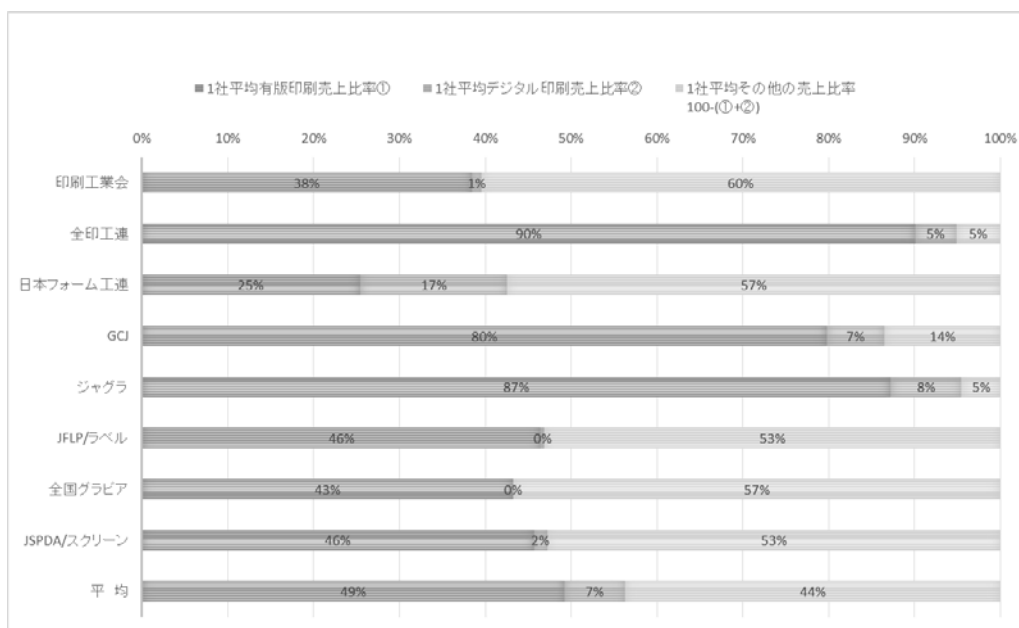 ■1社平均有版印刷売上比率① ■1社平均デジタル印刷売上比率② ■1社平均その他の売上比率
100-(①+②)
0% 10% 20% 30% 40% 50% 60% 70% 80% 90% 100%
印刷工業会 38% 1% 60%
全印工連 90% 5% 5%
日本フォーム工連 25% 17% 57%
GCJ 80% 7% 14%
ジャグラ 87% 8% 5%
JFLP/ラベル 46% 0% 53%
全国グラビア 43% 0% 57%
JSPDA/スクリーン 46% 2% 53%
平 均 49% 7% 44%